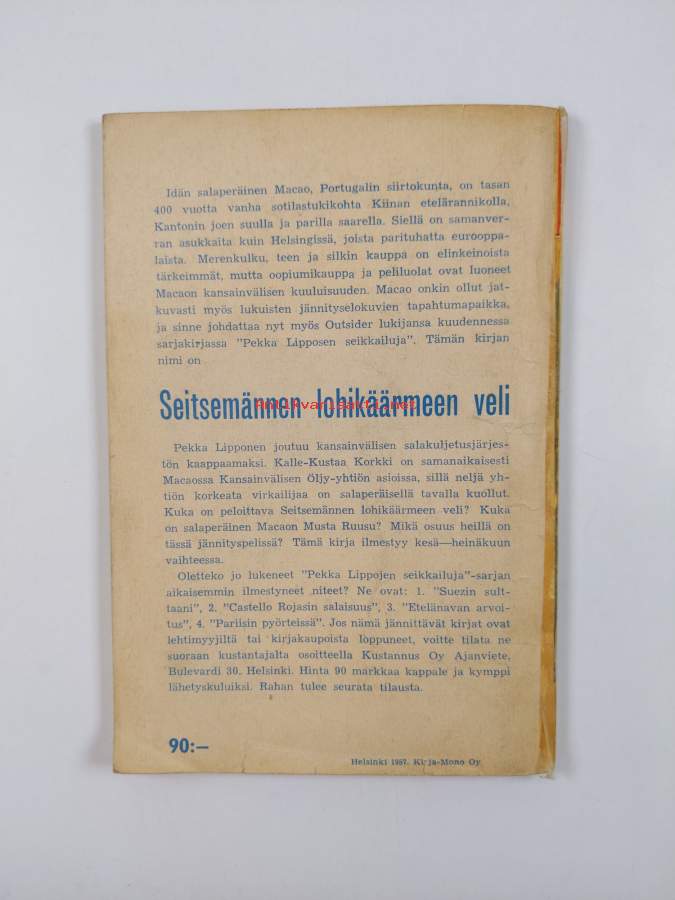 Idän salaperäinen Macao, Portugalin siirtokunta, on tasan
400 vuotta vanha sotilastukikohta Kiinan etelärannikolla,
Kantonin joen suulla ja parilla saarella. Siellä on samanver-
ran asukkaita kuin Helsingissä, joista parituhatta eurooppa-
laista. Merenkulku, teen ja silkin kauppa on elinkeinoista
tärkeimmät, mutta oopiumikauppa ja peliluolat ovat luoneet
Macaon kansainvälisen kuuluisuuden. Macao onkin ollut jat-
kuvasti myös lukuisten jännityselokuvien tapahtumapaikka,
ja sinne johdattaa nyt myös Outsider lukijansa kuudennessa
sarjakirjassa "Pekka Lipposen seikkailuja". Tämän kirjan
nimi on
Seitsemännen lohikäärmeen veli
Antikvariaatti.net
Pekka Lipponen joutuu kansainvälisen salakuljetusjärjes-
tön kaappaamaksi. Kalle-Kustaa Korkki on samanaikaisesti
Macaossa Kansainvälisen Öljy-yhtiön asioissa, sillä neljä yh-
tiön korkeata virkailijaa on salaperäisellä tavalla kuollut.
Kuka on peloittava Seitsemännen lohikäärmeen veli? Kuka
on salaperäinen Macaon Musta Ruusu? Mikä osuus heillä on
tässä jännityspelissä? Tämä kirja ilmestyy kesä—heinäkuun
vaihteessa.
Oletteko jo lukeneet "Pekka Lippojen seikkailuja"-sarjan
aikaisemmin ilmestyneet niteet? Ne ovat: 1. "Suezin sult-
taani", 2. "Castello Rojasin salaisuus", 3. "Etelänavan arvoi-
tus", 4. "Pariisin pyörteissä". Jos nämä jännittävät kirjat ovat
lehtimyyjiltä tai kirjakaupoista loppuneet, voitte tilata ne
suoraan kustantajalta osoitteella Kustannus Oy Ajanviete,
Bulevardi 30. Helsinki. Hinta 90 markkaa kappale ja kymppi
lähetyskuluiksi. Rahan tulee seurata tilausta.
90:—
Helsinki 1957. Kirja-Mono Oy